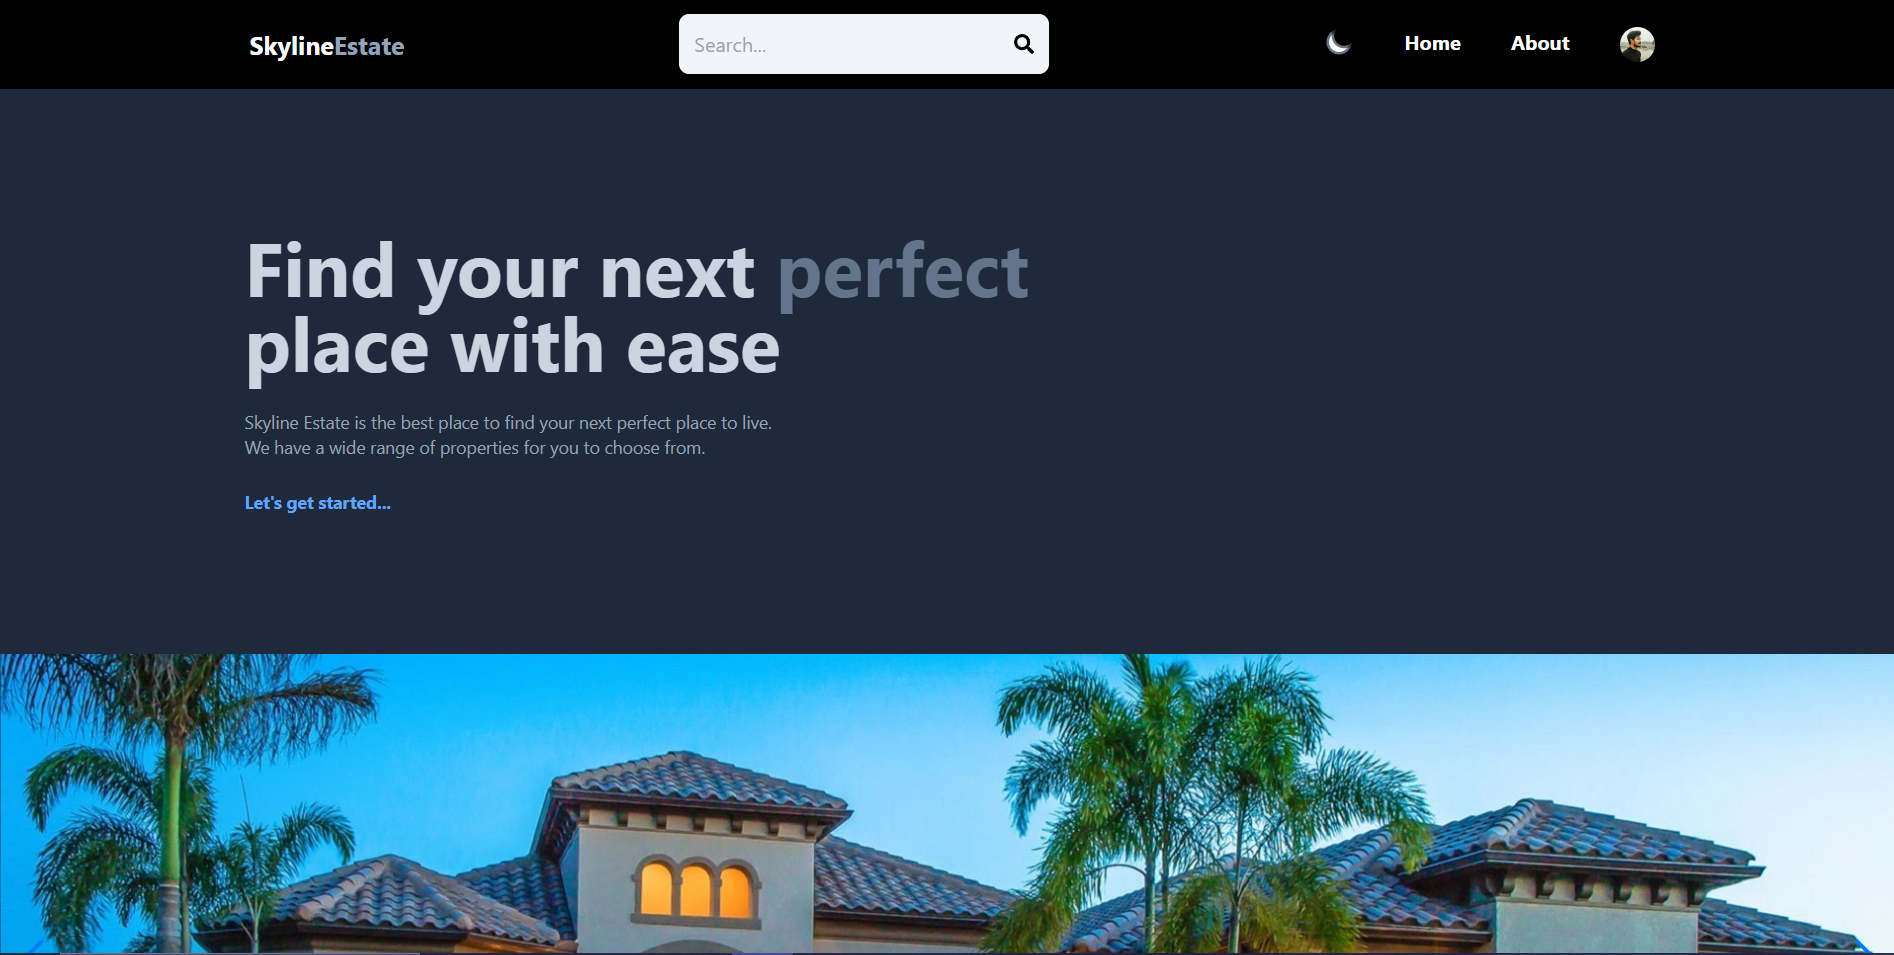 SkylineEstate
Search...
Home
About
Find your next perfect
place with ease
Skyline Estate is the best place to find your next perfect place to live.
We have a wide range of properties for you to choose from.
Let's get started...